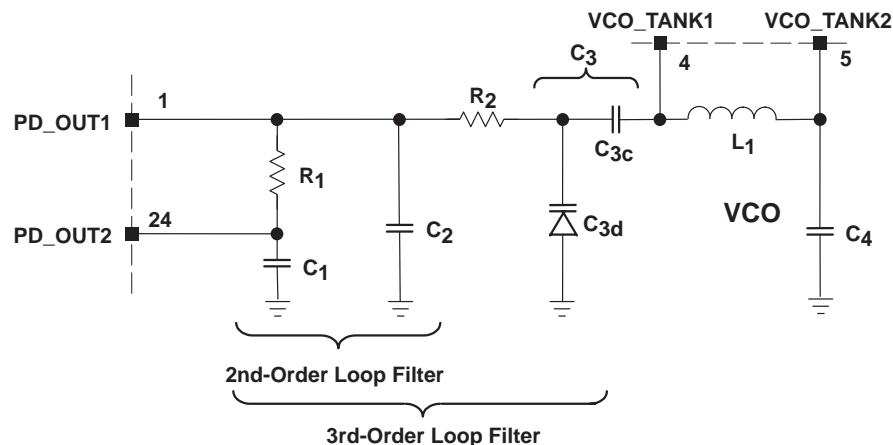 VCO_TANK1
VCO_TANK2
C3
4
5
1
R2
PD_OUT1
C3c
L1
R1
VCO
24
PD_OUT2
C2
C3d
C4
C1
2nd-Order Loop Filter
3rd-Order Loop Filter